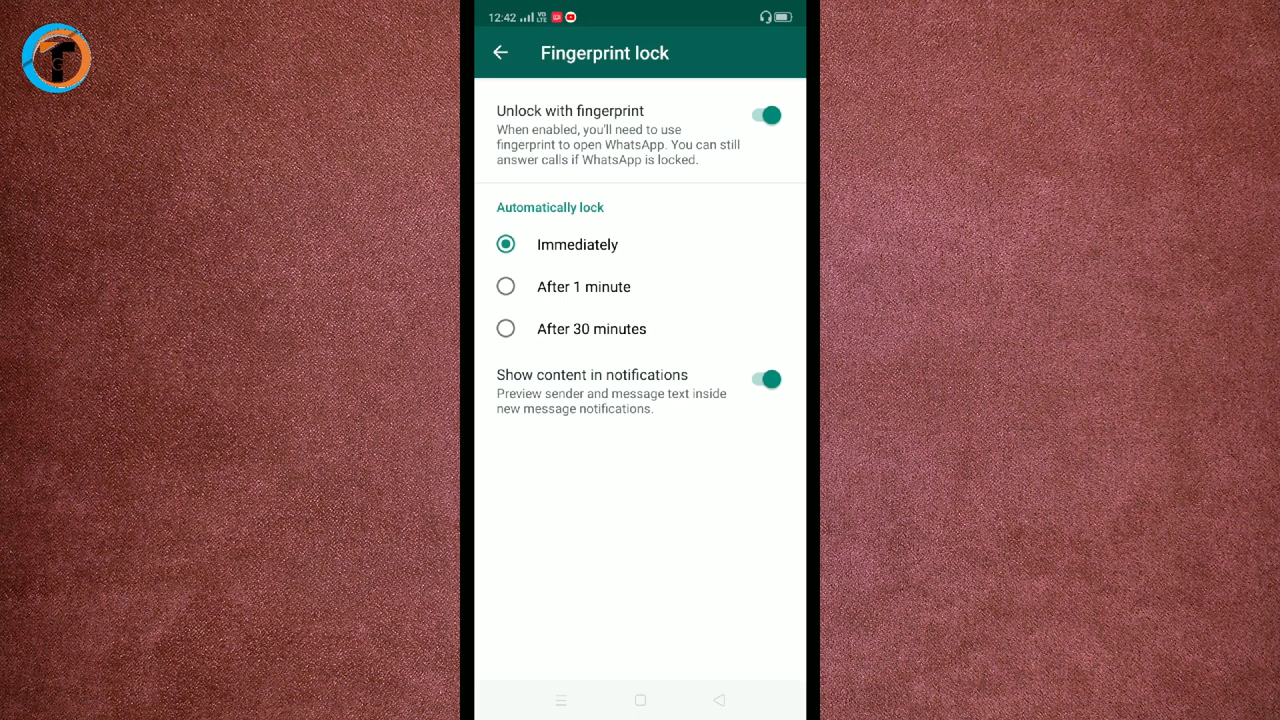 12:42
VO
LTE
Fingerprint lock
Unlock with fingerprint
When enabled, you'll need to use
fingerprint to open WhatsApp. You can still
answer calls if WhatsApp is locked.
Automatically lock
Immediately
After 1 minute
After 30 minutes
Show content in notifications
Preview sender and message text inside
new message notifications.